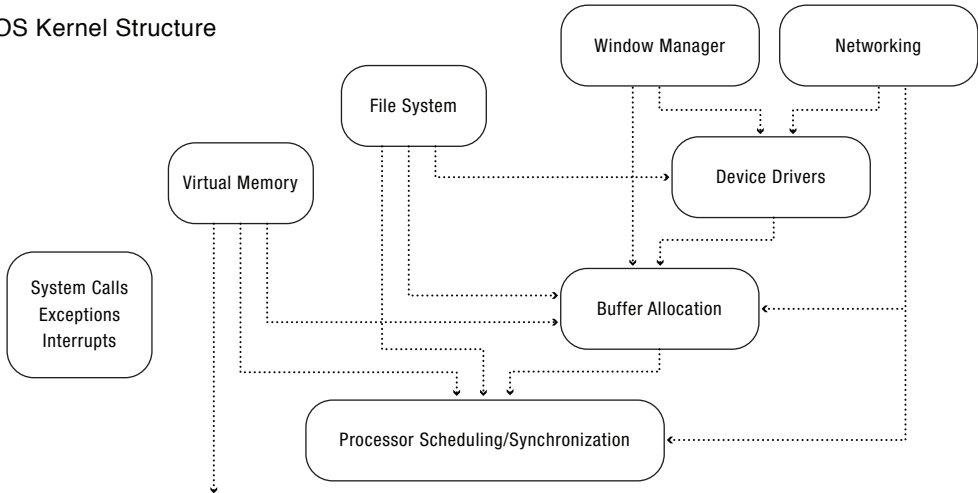 OS Kernel Structure
Window Manager
Networking
File System
Device Drivers
Virtual Memory
System Calls
Exceptions
Interrupts
Buffer Allocation
Processor Scheduling/Synchronization